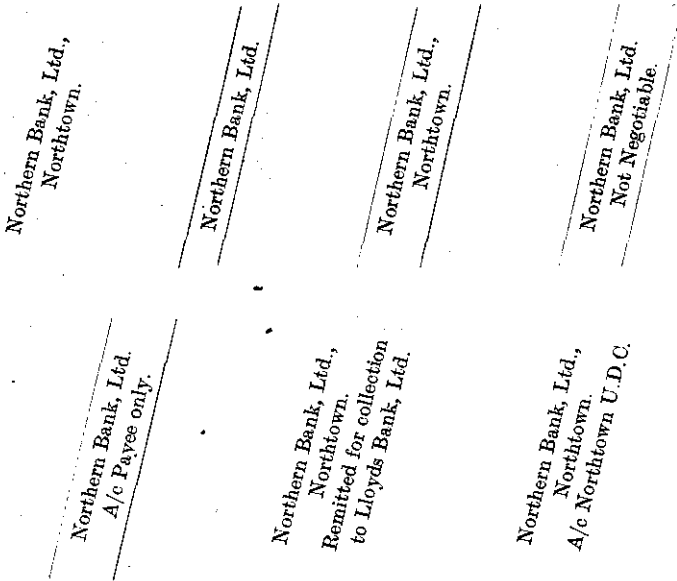 Northern Bank, Ltd.,
Northtown.
Northern Bank, Ltd.
Northern Bank, Ltd.,
Northtown.
Northern Bank, Ltd.
Not Negotiable.
Northern Bank, Ltd.
A/c Payee only.
Northern Bank, Ltd.,
Northtown.
Remitted for collection
to Lloyds Bank, Ltd.
Northern Bank, Ltd.,
Northtown.
A/c Northtown U.D.C.